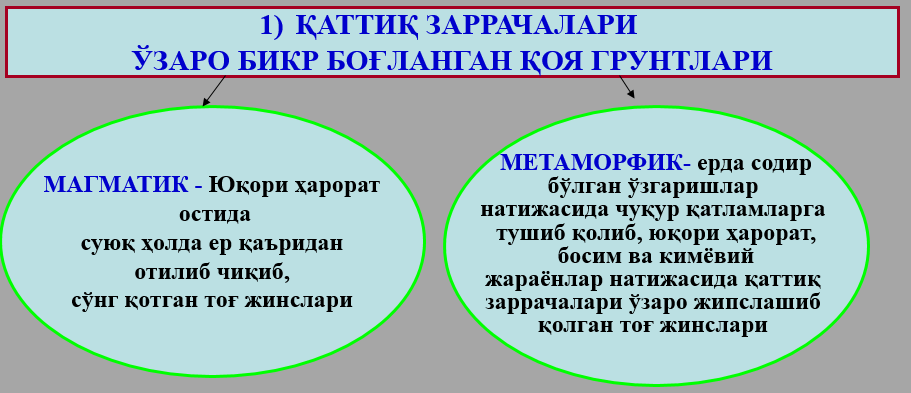 1) ҚАТТИҚ ЗАРРАЧАЛАРИ
ЎЗАРО БИКР БОҒЛАНГАН ҚОЯ ГРУНТЛАРИ
МАГМАТИК - Юқори ҳарорат
остида
суюқ ҳолда ер қаъридан
отилиб чиқиб,
сўнг қотган тоғ жинслари
МЕТАМОРФИК- ерда содир
бўлган ўзгаришлар
натижасида чуқур қатламларга
тушиб қолиб, юқори ҳарорат,
босим ва кимёвий
жараёнлар натижасида қаттиқ
заррачалари ўзаро жипслашиб
қолган тоғ жинслари